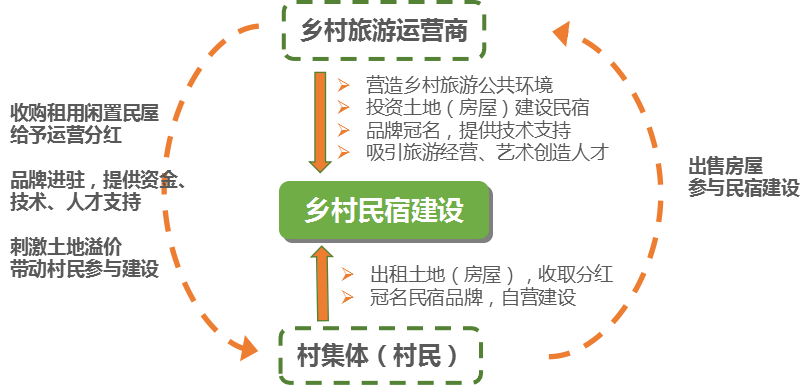 乡村旅游运营商
营造乡村旅游公共环境
投资土地（房屋）建设民宿
品牌冠名，提供技术支持
吸引旅游经营、艺术创造人才
收购租用闲置民屋
给予运营分红
品牌进驻，提供资金、
技术、人才支持
刺激土地溢价
带动村民参与建设
出售房屋
参与民宿建设
乡村民宿建设
出租土地（房屋），收取分红
冠名民宿品牌，自营建设
村集体（村民）